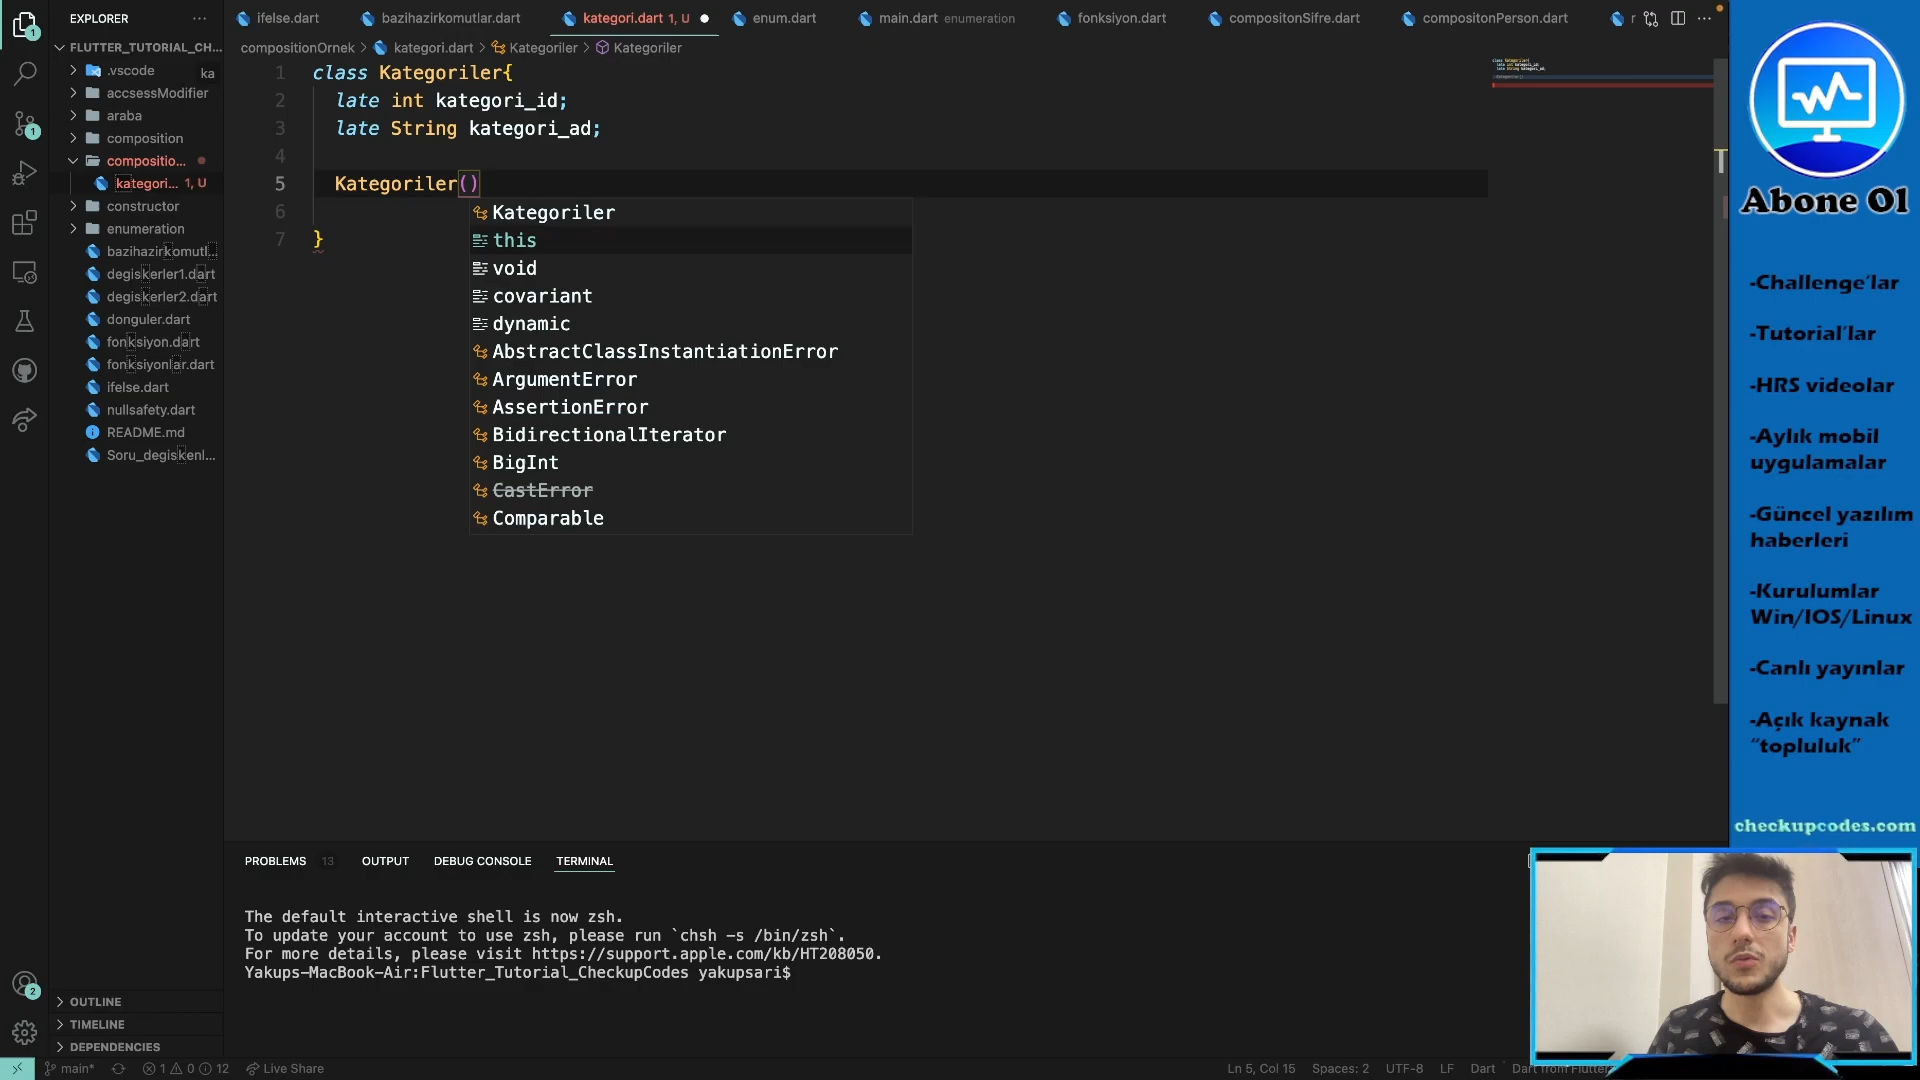 EXPLORER
FLUTTER_TUTORIAL_CH...
.vscode
ka
accsessModifier
araba
composition
compositio...
kategori... 1, U
constructor
enumeration
bazihazirkomutl...
degiskerler1.dart
degiskerler2.dart
donguler.dart
fonksiyon.dart
fonksiyonlar.dart
ifelse.dart
nullsafety.dart
README.md
Soru_degiskenl...
OUTLINE
TIMELINE
DEPENDENCIES
ifelse.dart
bazihazirkomutlar.dart
kategori.dart 1, U
enum.dart
main.dart enumeration
fonksiyon.dart
compositonSifre.dart
compositonPerson.dart
compositionOrnek > kategori.dart > Kategoriler > Kategoriler
1 class Kategoriler{
2 late int kategori_id;
3 late String kategori_ad;
4
5 Kategoriler()
6
7 }
Kategoriler
this
void
covariant
dynamic
AbstractClassInstantiationError
ArgumentError
AssertionError
BidirectionalIterator
BigInt
CastError
Comparable
PROBLEMS 13 OUTPUT DEBUG CONSOLE TERMINAL
The default interactive shell is now zsh.
To update your account to use zsh, please run `chsh -s /bin/zsh`.
For more details, please visit https://support.apple.com/kb/HT208050.
Yakups-MacBook-Air:Flutter_Tutorial_CheckupCodes yakupsari$
1
1
2
main* 1 0 12 Live Share
Ln 5, Col 15 Spaces: 2 UTF-8 LF Dart Dart from Flutter
Abone Ol
-Challenge'lar
-Tutorial'lar
-HRS videolar
-Aylık mobil
uygulamalar
-Güncel yazılım
haberleri
-Kurulumlar
Win/IOS/Linux
-Canlı yayınlar
-Açık kaynak
"topluluk"
checkupcodes.com